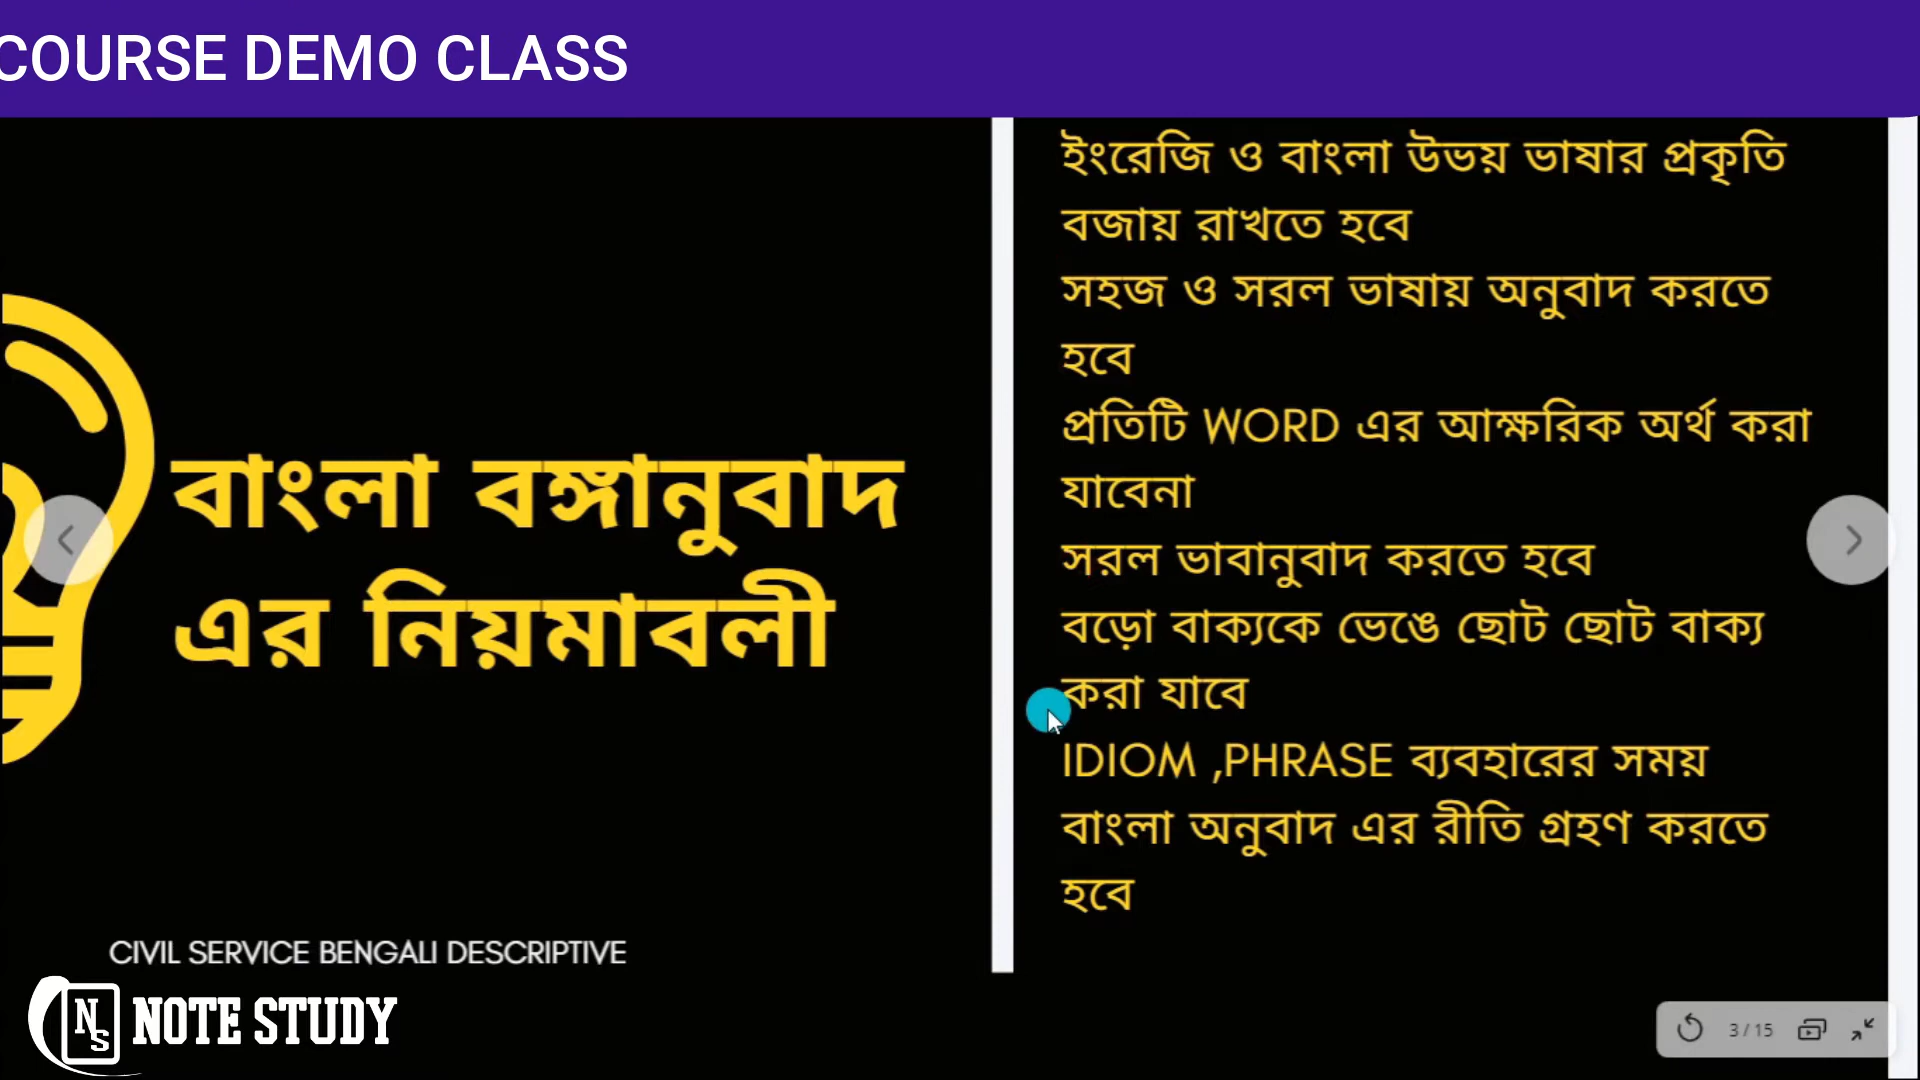 COURSE DEMO CLASS
বাংলা বঙ্গানুবাদ
এর নিয়মাবলী
CIVIL SERVICE BENGALI DESCRIPTIVE
NS NOTE STUDY
ইংরেজি ও বাংলা উভয় ভাষার প্রকৃতি
বজায় রাখতে হবে
সহজ ও সরল ভাষায় অনুবাদ করতে
হবে
প্রতিটি WORD এর আক্ষরিক অর্থ করা
যাবেনা
সরল ভাবানুবাদ করতে হবে
বড়ো বাক্যকে ভেঙে ছোট ছোট বাক্য
করা যাবে
IDIOM ,PHRASE ব্যবহারের সময়
বাংলা অনুবাদ এর রীতি গ্রহণ করতে
হবে
3 / 15